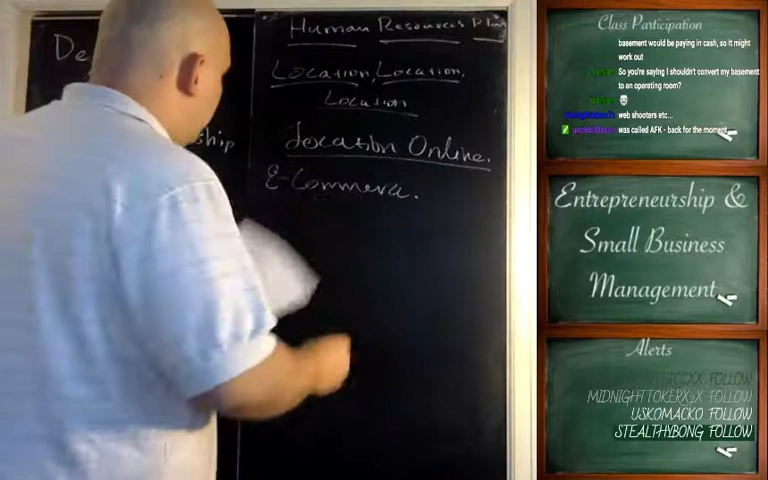 De
ship
Human Resources Plan
Location, Location,
Location
Location Online.
E-Commerce.
Class Participation
basement would be paying in cash, so it might
work out
So you're saying I shouldn't convert my basement
to an operating room?
web shooters etc...
was called AFK - back for the moment
Entrepreneurship &
Small Business
Management
Alerts
FOLLOW
MIDNIGHTTOKERX2X FOLLOW
USKOMACKO FOLLOW
STEALTHYBONG FOLLOW